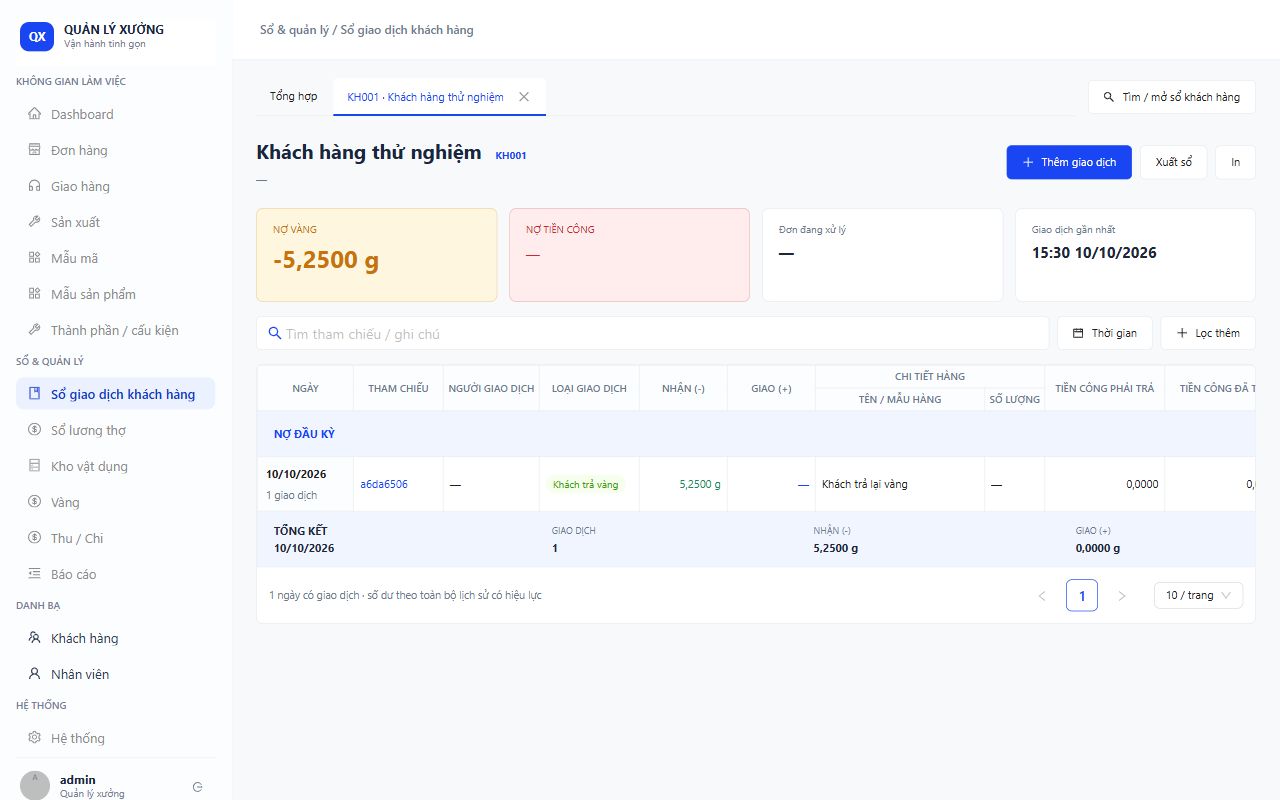 QX
QUẢN LÝ XƯỞNG
Vận hành tinh gọn
KHÔNG GIAN LÀM VIỆC
Dashboard
Đơn hàng
Giao hàng
Sản xuất
Mẫu mã
Mẫu sản phẩm
Thành phần / cấu kiện
SỔ & QUẢN LÝ
Sổ giao dịch khách hàng
Sổ lương thợ
Kho vật dụng
Vàng
Thu / Chi
Báo cáo
DANH BẠ
Khách hàng
Nhân viên
HỆ THỐNG
Hệ thống
A
admin
Quản lý xưởng
Sổ & quản lý / Sổ giao dịch khách hàng
Tổng hợp
KH001 · Khách hàng thử nghiệm
Tìm / mở sổ khách hàng
Khách hàng thử nghiệm KH001
—
Thêm giao dịch
Xuất sổ
In
NỢ VÀNG
-5,2500 g
NỢ TIỀN CÔNG
—
Đơn đang xử lý
—
Giao dịch gần nhất
15:30 10/10/2026
Tìm tham chiếu / ghi chú
Thời gian
Lọc thêm
NGÀY THAM CHIẾU NGƯỜI GIAO DỊCH LOẠI GIAO DỊCH NHẬN (-) GIAO (+) CHI TIẾT HÀNG TIỀN CÔNG PHẢI TRẢ TIỀN CÔNG ĐÃ
TÊN / MẪU HÀNG SỐ LƯỢNG
NỢ ĐẦU KỲ
10/10/2026
1 giao dịch
a6da6506 — Khách trả vàng 5,2500 g — Khách trả lại vàng — 0,0000 0,
TỔNG KẾT GIAO DỊCH NHẬN (-) GIAO (+)
10/10/2026 1 5,2500 g 0,0000 g
1 ngày có giao dịch · số dư theo toàn bộ lịch sử có hiệu lực
1
10 / trang